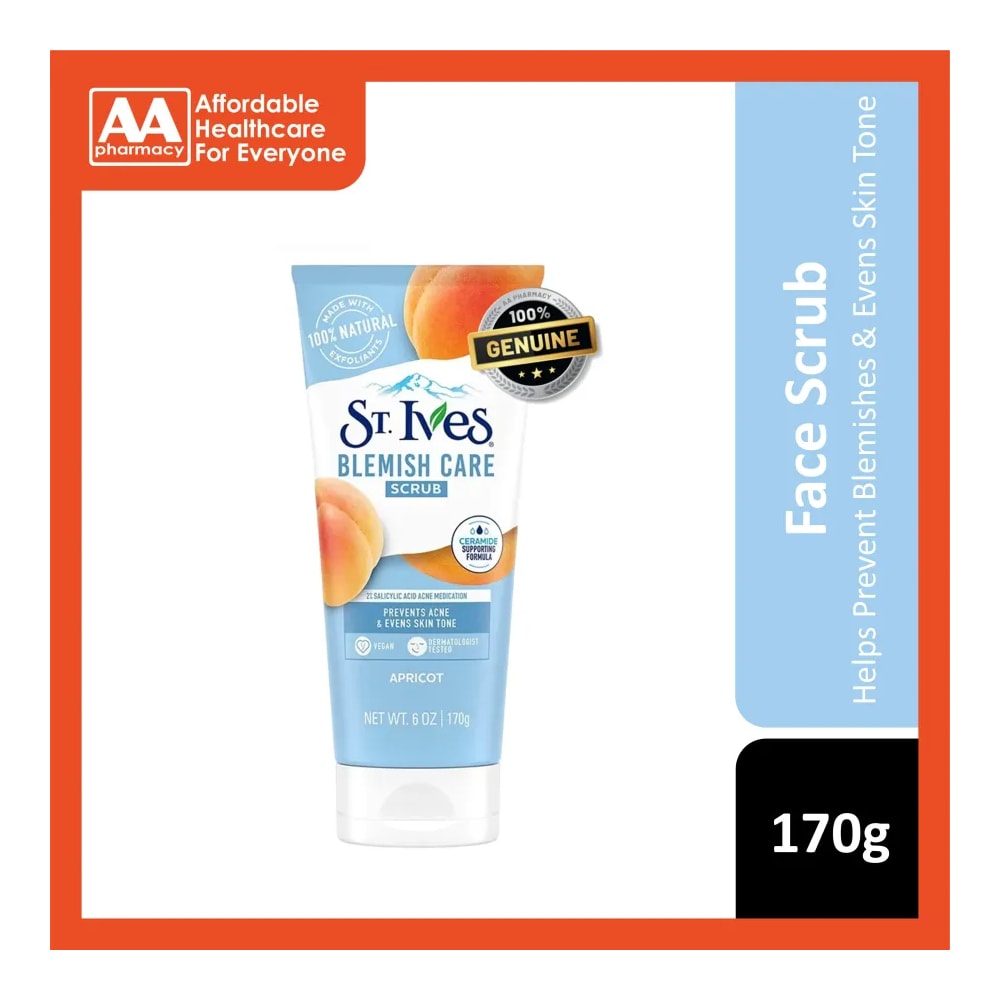 AA
pharmacy
Affordable
Healthcare
For Everyone
MADE WITH
100% NATURAL
EXFOLIANTS
AA PHARMACY
100%
GENUINE
ST. IVES
BLEMISH CARE
SCRUB
CERAMIDE
SUPPORTING
FORMULA
2% SALICYLIC ACID ACNE MEDICATION
PREVENTS ACNE
& EVENS SKIN TONE
VEGAN
DERMATOLOGIST
TESTED
APRICOT
NET WT. 6 OZ | 170g
Face Scrub
Helps Prevent Blemishes & Evens Skin Tone
170g